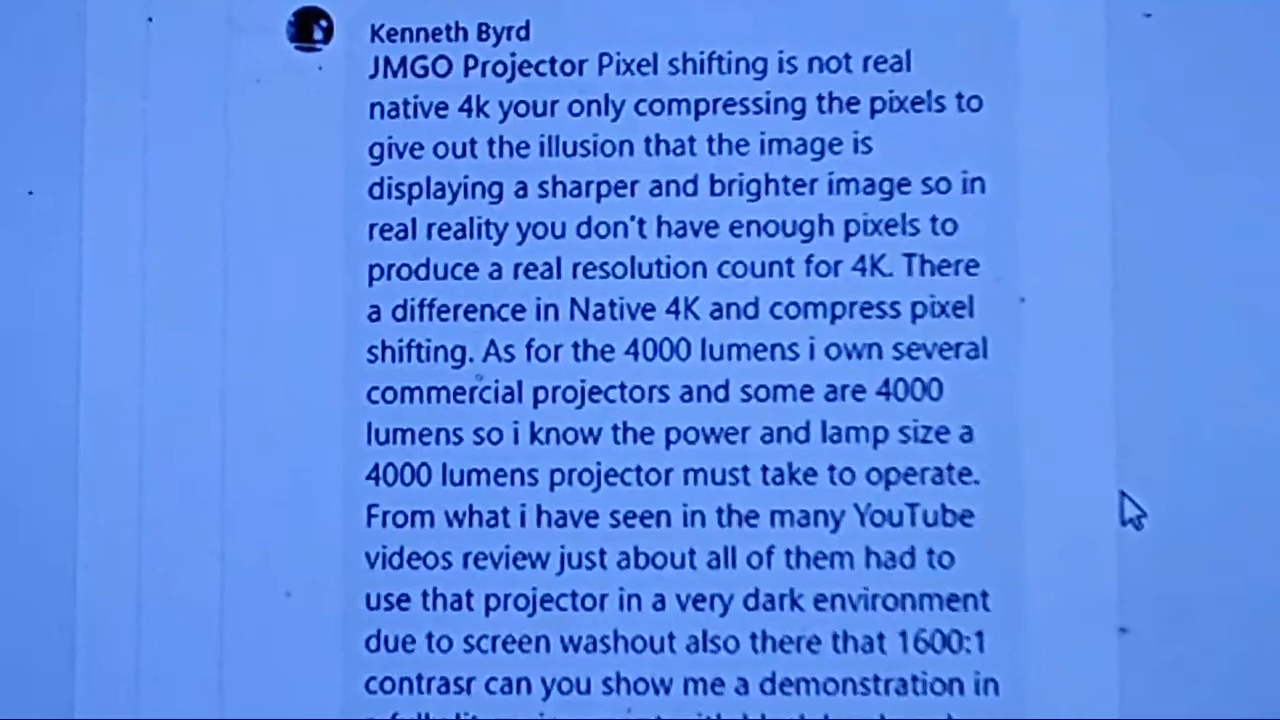 Kenneth Byrd
JMGO Projector Pixel shifting is not real
native 4k your only compressing the pixels to
give out the illusion that the image is
displaying a sharper and brighter image so in
real reality you don't have enough pixels to
produce a real resolution count for 4K. There
a difference in Native 4K and compress pixel
shifting. As for the 4000 lumens i own several
commercial projectors and some are 4000
lumens so i know the power and lamp size a
4000 lumens projector must take to operate.
From what i have seen in the many YouTube
videos review just about all of them had to
use that projector in a very dark environment
due to screen washout also there that 1600:1
contrasr can you show me a demonstration in